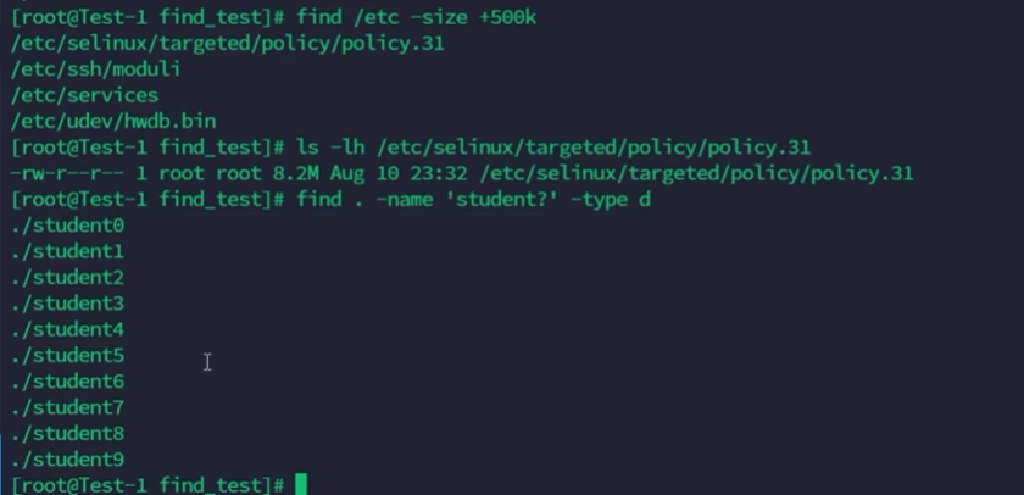 [root@Test-1 find_test]# find /etc -size +500k
/etc/selinux/targeted/policy/policy.31
/etc/ssh/moduli
/etc/services
/etc/udev/hwdb.bin
[root@Test-1 find_test]# ls -lh /etc/selinux/targeted/policy/policy.31
-rw-r--r-- 1 root root 8.2M Aug 10 23:32 /etc/selinux/targeted/policy/policy.31
[root@Test-1 find_test]# find . -name 'student?' -type d
./student0
./student1
./student2
./student3
./student4
./student5
./student6
./student7
./student8
./student9
[root@Test-1 find_test]#